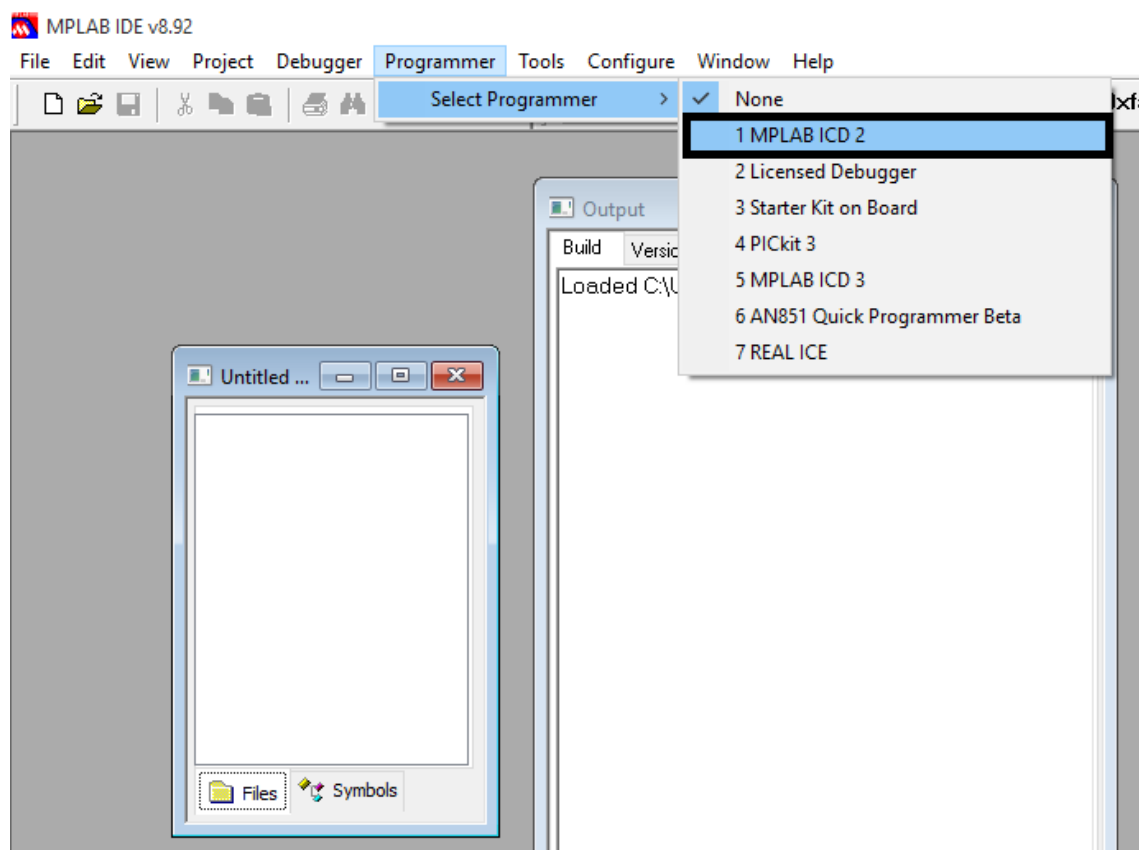 MPLAB IDE v8.92
File Edit View Project Debugger Programmer Tools Configure Window Help
Select Programmer
None
1 MPLAB ICD 2
2 Licensed Debugger
3 Starter Kit on Board
4 PICkit 3
5 MPLAB ICD 3
6 AN851 Quick Programmer Beta
7 REAL ICE
Output
Build
Loaded C:\
Untitled ...
Files Symbols